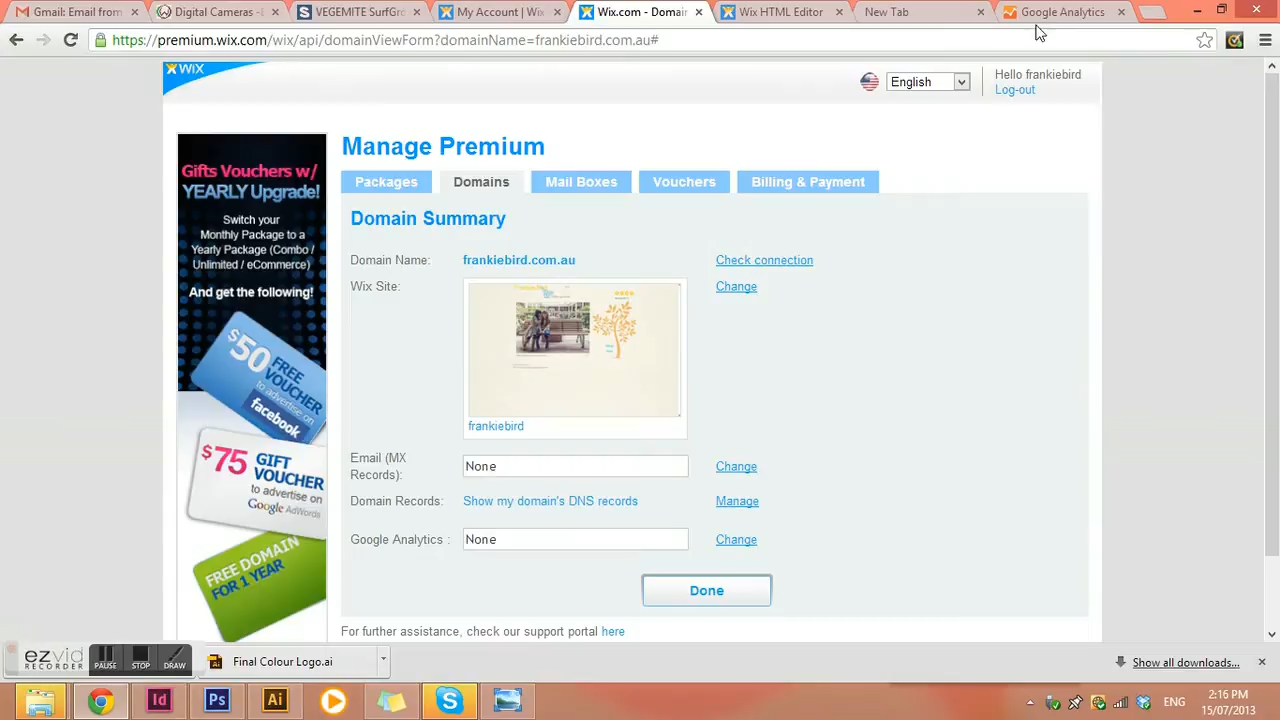 Gmail: Email from
Digital Cameras -
VEGEMITE SurfGro
My Account | Wix
Wix.com - Domai
Wix HTML Editor
New Tab
Google Analytics
https://premium.wix.com/wix/api/domainViewForm?domainName=frankiebird.com.au#
WiX
English
Hello frankiebird
Log-out
Manage Premium
Packages
Domains
Mail Boxes
Vouchers
Billing & Payment
Gifts Vouchers w/
YEARLY Upgrade!
Switch your
Monthly Package to a
Yearly Package (Combo /
Unlimited / eCommerce)
And get the following!
$50 FREE
VOUCHER
to advertise on
facebook
$75 GIFT
VOUCHER
to advertise on
Google AdWords
FREE DOMAIN
FOR 1 YEAR
Domain Summary
Domain Name:
frankiebird.com.au
Check connection
Wix Site:
Change
frankiebird
Email (MX
Records):
None
Change
Domain Records:
Show my domain's DNS records
Manage
Google Analytics :
None
Change
Done
For further assistance, check our support portal here
ezvid
RECORDER
PAUSE
STOP
DRAW
Final Colour Logo.ai
Show all downloads...
Id
Ps
Ai
ENG
2:16 PM
15/07/2013